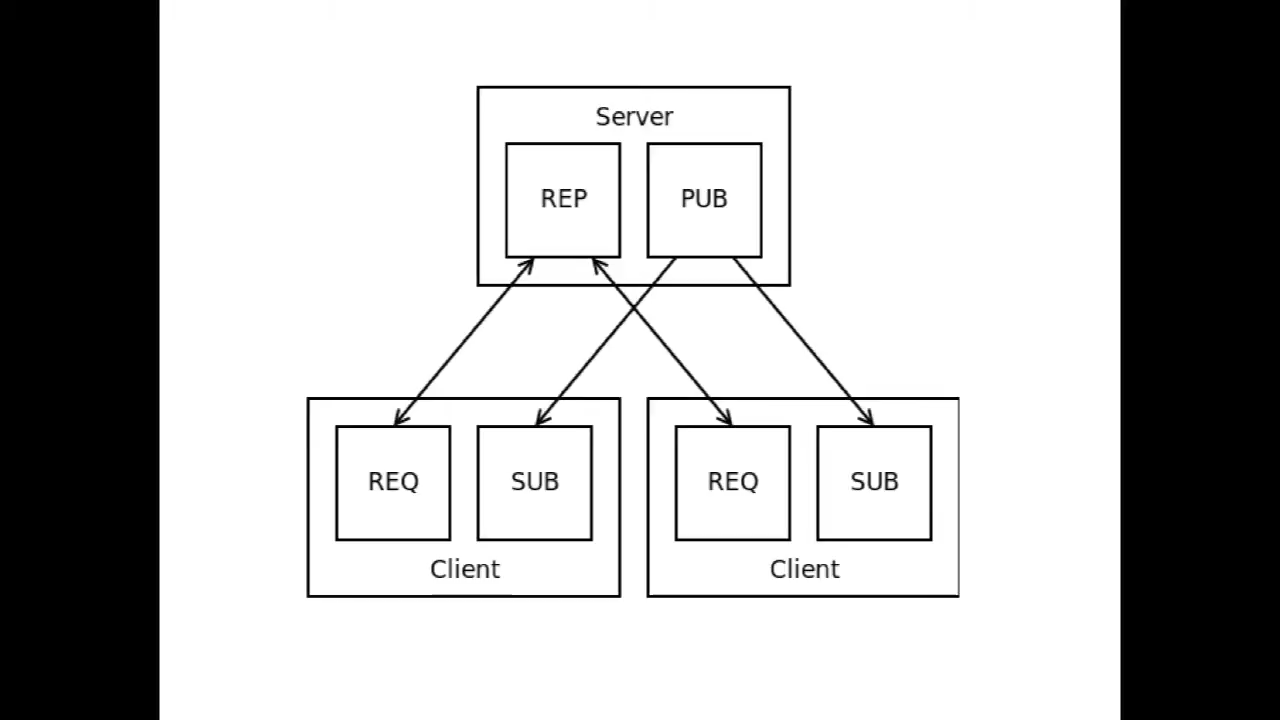 Server
REP
PUB
REQ
SUB
Client
REQ
SUB
Client